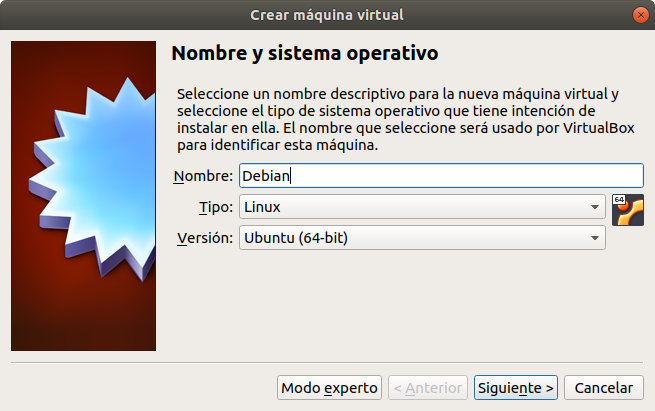 Crear máquina virtual
Nombre y sistema operativo
Seleccione un nombre descriptivo para la nueva máquina virtual y
seleccione el tipo de sistema operativo que tiene intención de
instalar en ella. El nombre que seleccione será usado por VirtualBox
para identificar esta máquina.
Nombre: Debian
Tipo: Linux
64
Versión: Ubuntu (64-bit)
Modo experto < Anterior Siguiente > Cancelar